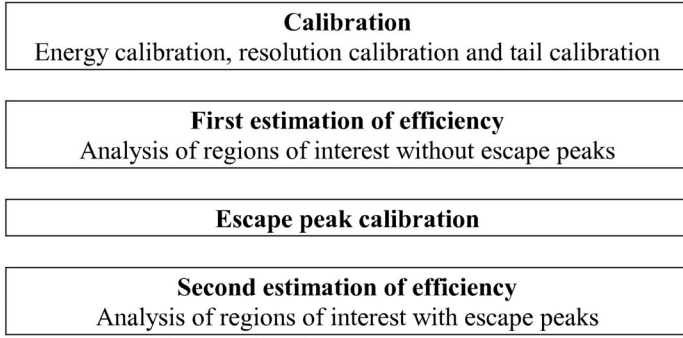 Calibration
Energy calibration, resolution calibration and tail calibration
First estimation of efficiency
Analysis of regions of interest without escape peaks
Escape peak calibration
Second estimation of efficiency
Analysis of regions of interest with escape peaks